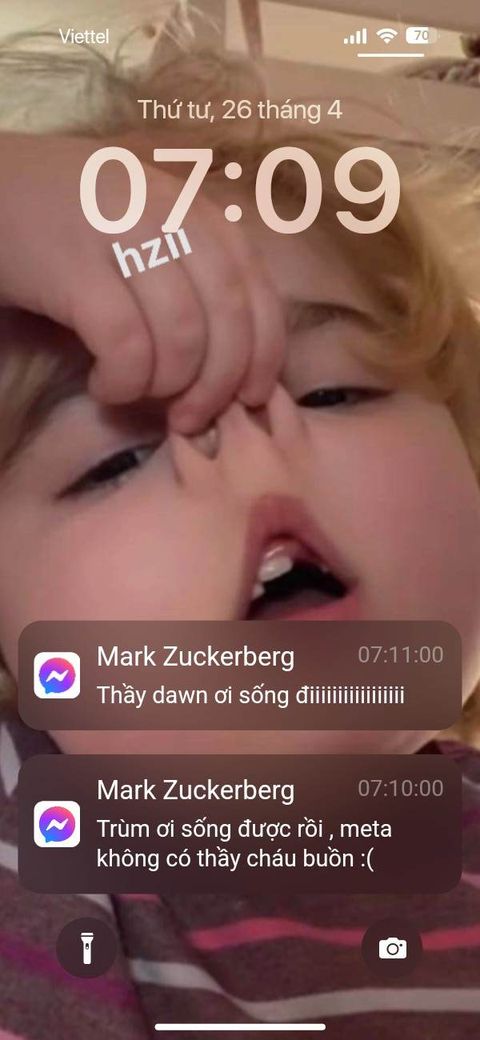 Viettel
70
Thứ tư, 26 tháng 4
07:09
hzll
Mark Zuckerberg 07:11:00
Thầy dawn ơi sống điiiiiiiiiiiiiiiii
Mark Zuckerberg 07:10:00
Trùm ơi sống được rồi , meta
không có thầy cháu buồn :(